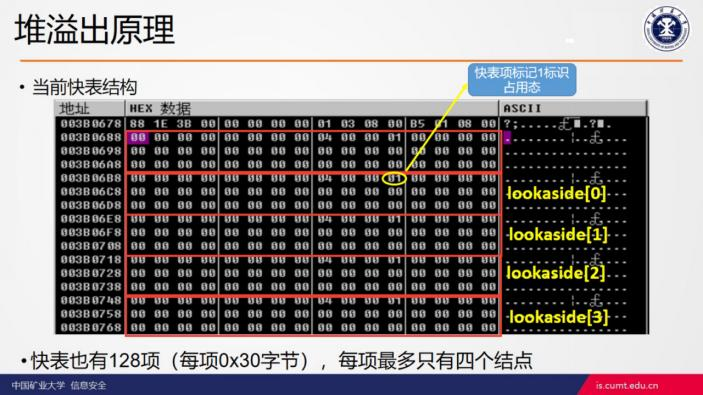 堆溢出原理
• 当前快表结构
快表项标记1标识
占用态
地址 HEX 数据 ASCII
003B0678 88 1E 3B 00 00 00 00 00 01 03 08 00 B5 01 08 00
003B0688 00 00 00 00 00 00 00 00 04 00 00 01 00 00 00 00
003B0698 00 00 00 00 00 00 00 00 00 00 00 00 00 00 00 00
003B06A8 00 00 00 00 00 00 00 00 00 00 00 00 00 00 00 00
003B06B8 00 00 00 00 00 00 00 00 04 00 00 01 00 00 00 00
003B06C8 00 00 00 00 00 00 00 00 00 00 00 00 00 00 00 00 lookaside[0]
003B06D8 00 00 00 00 00 00 00 00 00 00 00 00 00 00 00 00
003B06E8 00 00 00 00 00 00 00 00 04 00 00 01 00 00 00 00
003B06F8 00 00 00 00 00 00 00 00 00 00 00 00 00 00 00 00 lookaside[1]
003B0708 00 00 00 00 00 00 00 00 00 00 00 00 00 00 00 00
003B0718 00 00 00 00 00 00 00 00 04 00 00 01 00 00 00 00
003B0728 00 00 00 00 00 00 00 00 00 00 00 00 00 00 00 00 lookaside[2]
003B0738 00 00 00 00 00 00 00 00 00 00 00 00 00 00 00 00
003B0748 00 00 00 00 00 00 00 00 04 00 00 01 00 00 00 00
003B0758 00 00 00 00 00 00 00 00 00 00 00 00 00 00 00 00 lookaside[3]
003B0768 00 00 00 00 00 00 00 00 00 00 00 00 00 00 00 00
•快表也有128项（每项0x30字节），每项最多只有四个结点
中国矿业大学 信息安全 is.cumt.edu.cn